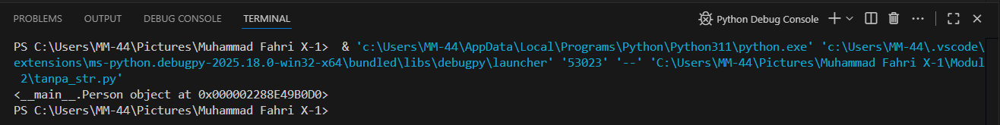 PROBLEMS OUTPUT DEBUG CONSOLE TERMINAL Python Debug Console
PS C:\Users\MM-44\Pictures\Muhammad Fahri X-1>  & 'c:\Users\MM-44\AppData\Local\Programs\Python\Python311\python.exe' 'c:\Users\MM-44\.vscode\
extensions\ms-python.debugpy-2025.18.0-win32-x64\bundled\libs\debugpy\launcher' '53023' '--' 'C:\Users\MM-44\Pictures\Muhammad Fahri X-1\Modul
2\tanpa_str.py'
<__main__.Person object at 0x000002288E49B0D0>
PS C:\Users\MM-44\Pictures\Muhammad Fahri X-1>